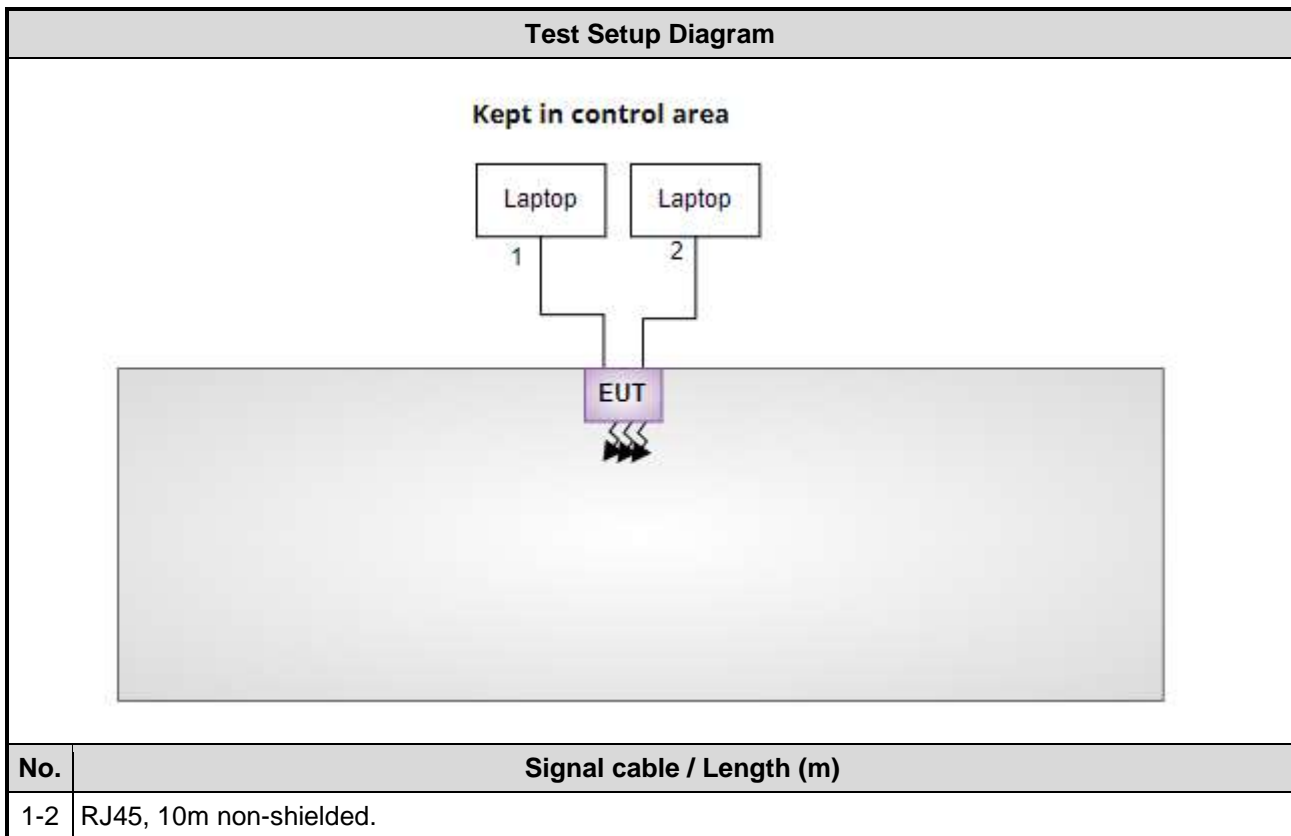 Test Setup Diagram
Kept in control area
Laptop Laptop
1 2
EUT
No. Signal cable / Length (m)
1-2 RJ45, 10m non-shielded.